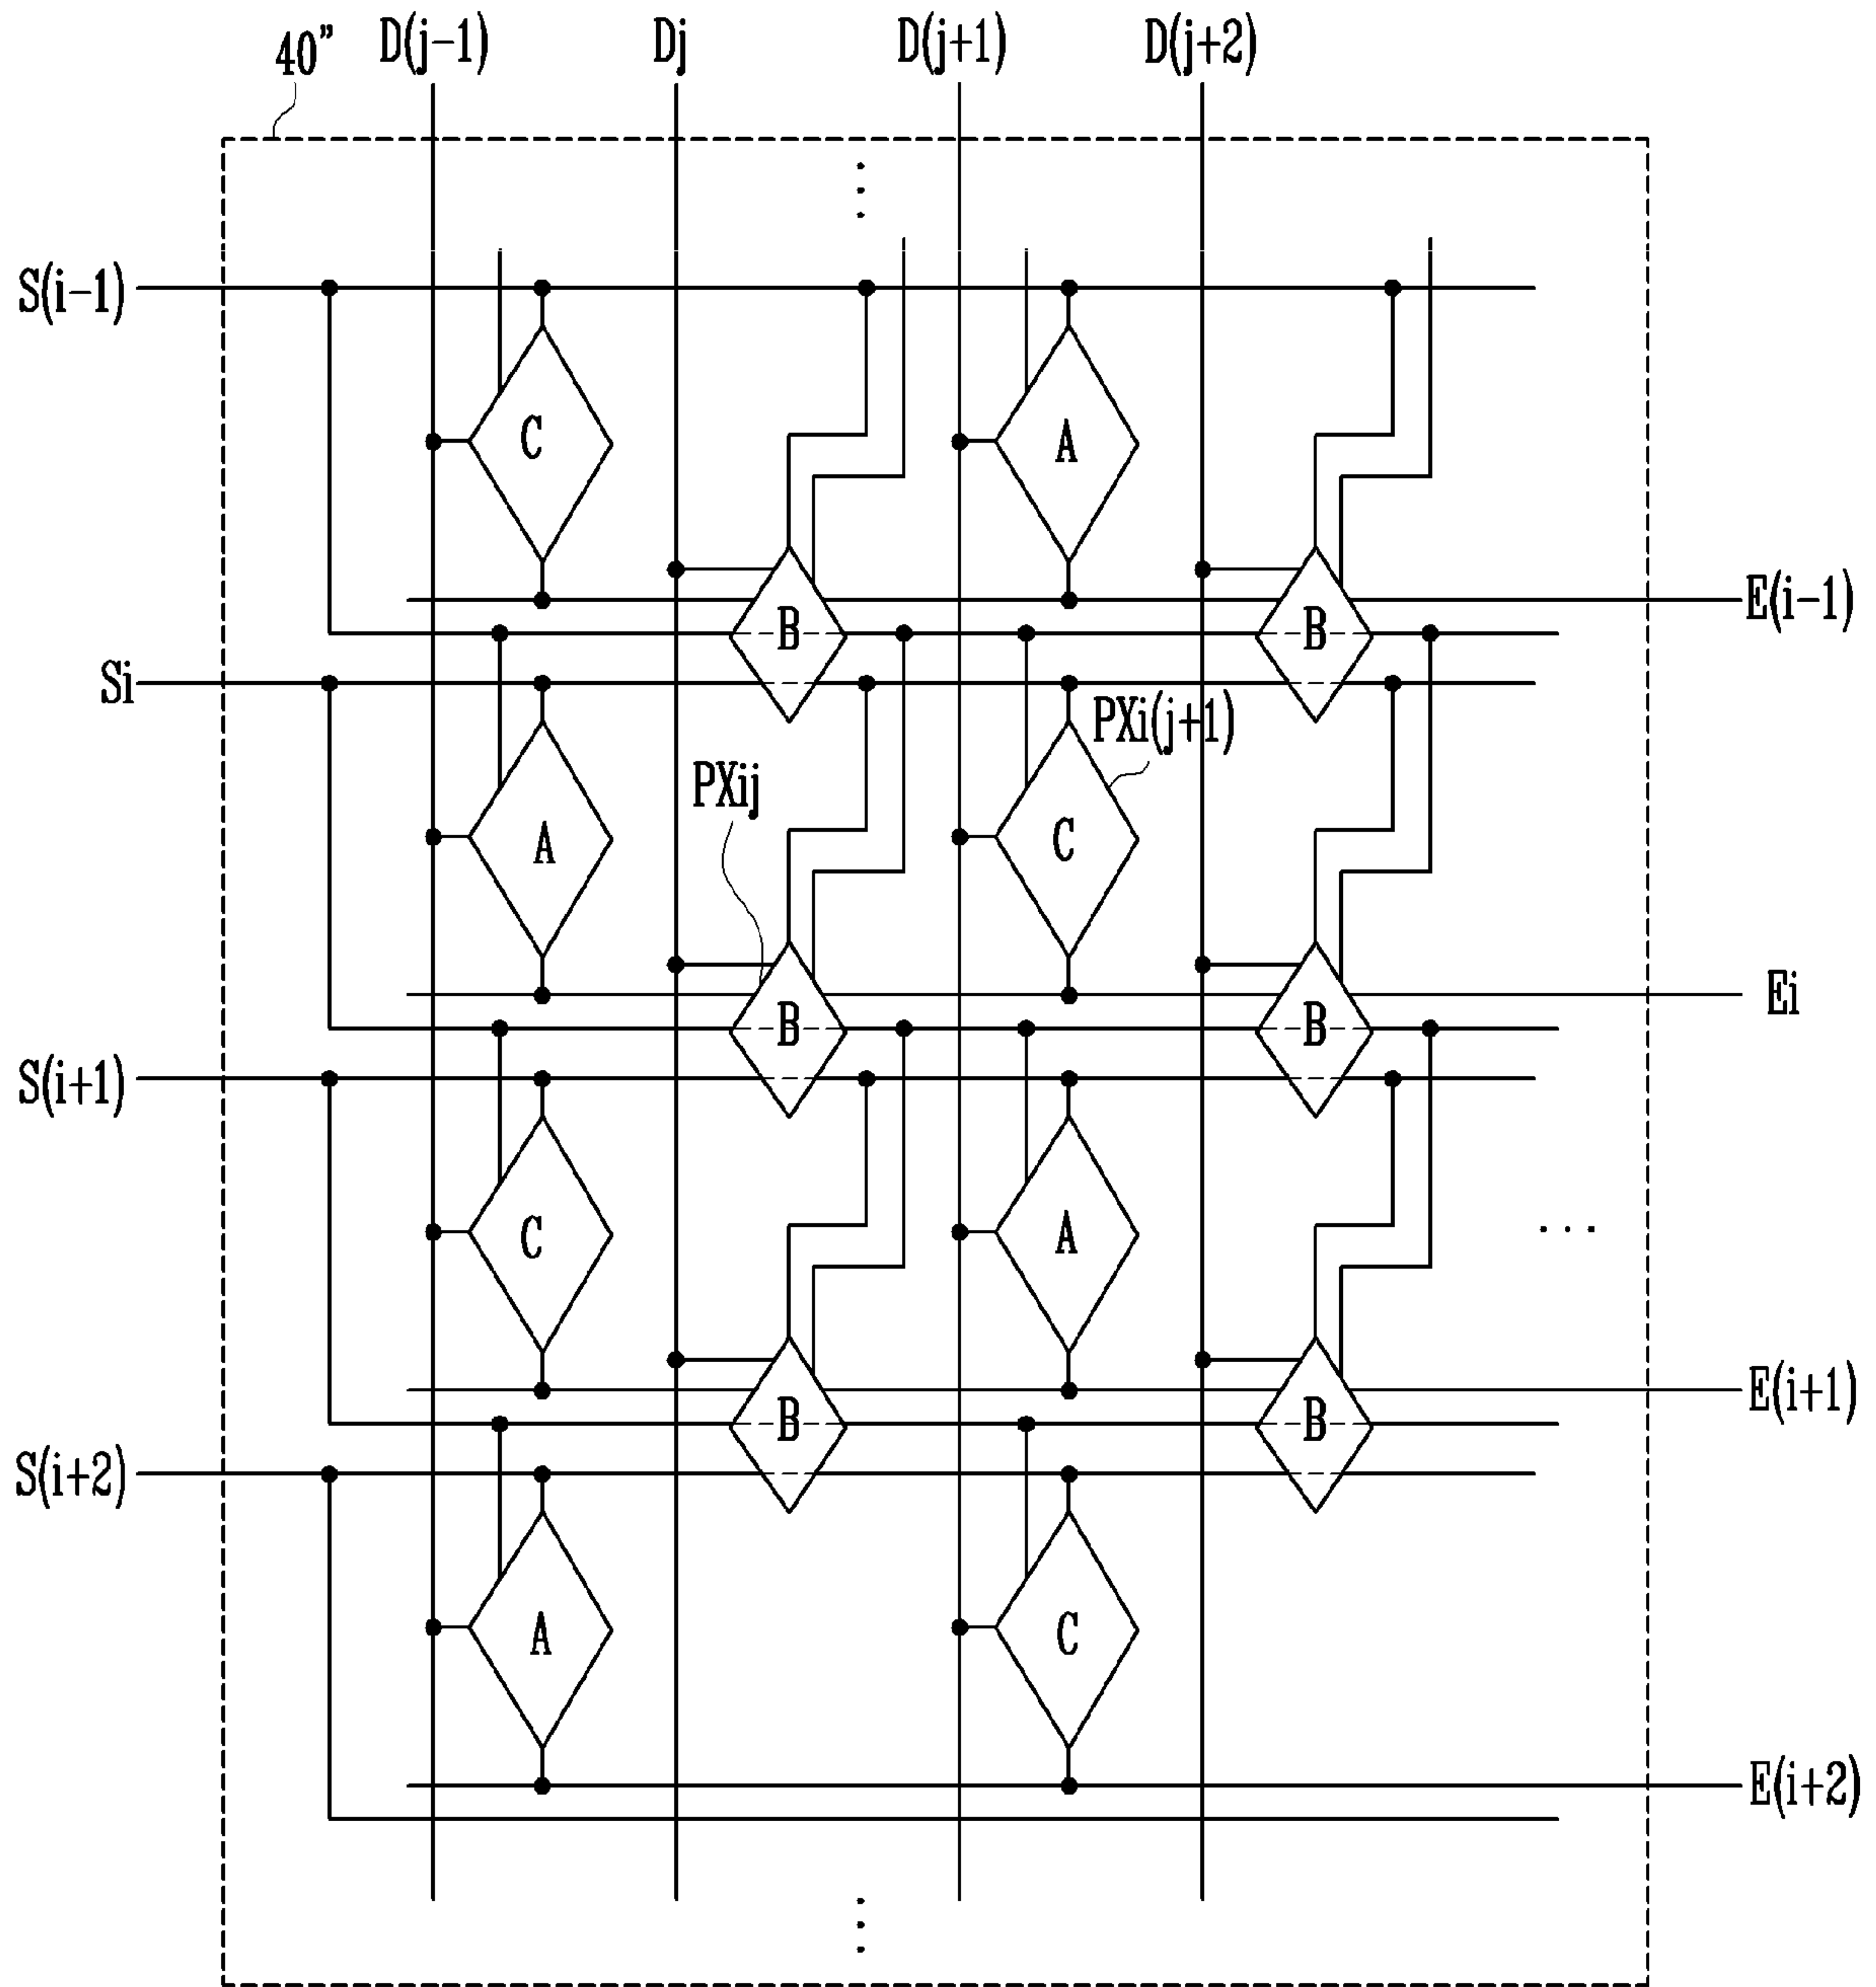 40” D(j-1) Dj D(j+1) D(j+2)
S(i-1)
C A
B B E(i-1)
Si
PXi(j+1)
PXij
A C
B B Ei
S(i+1)
C A
E(i+1)
B B
S(i+2)
A C
E(i+2)